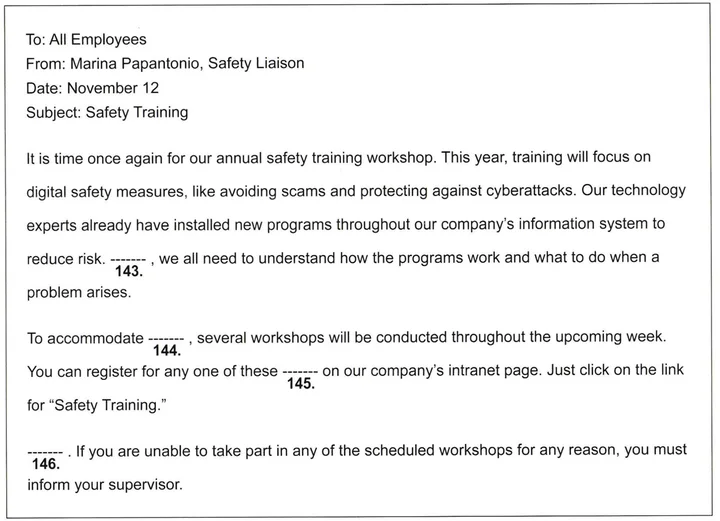 To: All Employees
From: Marina Papantonio, Safety Liaison
Date: November 12
Subject: Safety Training
It is time once again for our annual safety training workshop. This year, training will focus on
digital safety measures, like avoiding scams and protecting against cyberattacks. Our technology
experts already have installed new programs throughout our company's information system to
reduce risk. ------- , we all need to understand how the programs work and what to do when a
143.
problem arises.
To accommodate ------- , several workshops will be conducted throughout the upcoming week.
144.
You can register for any one of these ------- on our company's intranet page. Just click on the link
145.
for “Safety Training.”
------- . If you are unable to take part in any of the scheduled workshops for any reason, you must
146.
inform your supervisor.